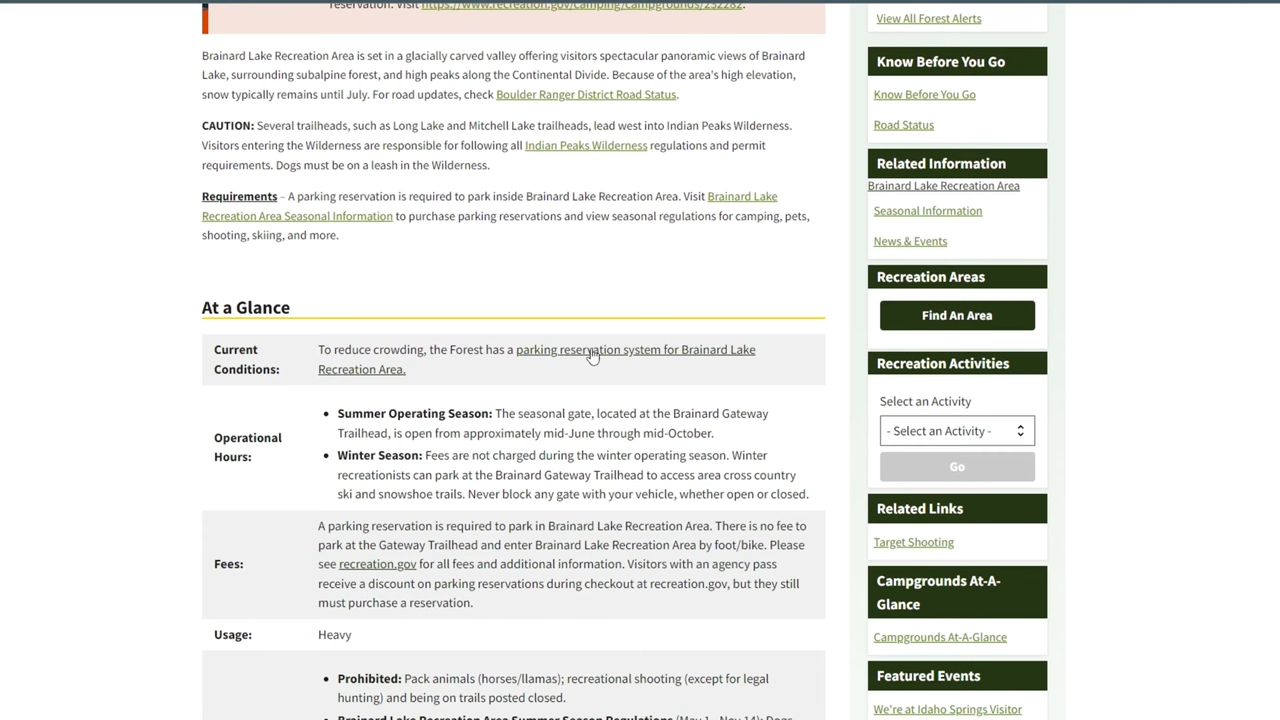 reservation. Visit https://www.recreation.gov/camping/campgrounds/232282.
Brainard Lake Recreation Area is set in a glacially carved valley offering visitors spectacular panoramic views of Brainard
Lake, surrounding subalpine forest, and high peaks along the Continental Divide. Because of the area's high elevation,
snow typically remains until July. For road updates, check Boulder Ranger District Road Status.
CAUTION: Several trailheads, such as Long Lake and Mitchell Lake trailheads, lead west into Indian Peaks Wilderness.
Visitors entering the Wilderness are responsible for following all Indian Peaks Wilderness regulations and permit
requirements. Dogs must be on a leash in the Wilderness.
Requirements – A parking reservation is required to park inside Brainard Lake Recreation Area. Visit Brainard Lake
Recreation Area Seasonal Information to purchase parking reservations and view seasonal regulations for camping, pets,
shooting, skiing, and more.
At a Glance
Current
Conditions:
To reduce crowding, the Forest has a parking reservation system for Brainard Lake
Recreation Area.
Operational
Hours:
• Summer Operating Season: The seasonal gate, located at the Brainard Gateway
Trailhead, is open from approximately mid-June through mid-October.
• Winter Season: Fees are not charged during the winter operating season. Winter
recreationists can park at the Brainard Gateway Trailhead to access area cross country
ski and snowshoe trails. Never block any gate with your vehicle, whether open or closed.
Fees:
A parking reservation is required to park in Brainard Lake Recreation Area. There is no fee to
park at the Gateway Trailhead and enter Brainard Lake Recreation Area by foot/bike. Please
see recreation.gov for all fees and additional information. Visitors with an agency pass
receive a discount on parking reservations during checkout at recreation.gov, but they still
must purchase a reservation.
Usage:
Heavy
• Prohibited: Pack animals (horses/llamas); recreational shooting (except for legal
hunting) and being on trails posted closed.
• Brainard Lake Recreation Area Summer Season Regulations (May 1 - Nov 14): Dogs
View All Forest Alerts
Know Before You Go
Know Before You Go
Road Status
Related Information
Brainard Lake Recreation Area
Seasonal Information
News & Events
Recreation Areas
Find An Area
Recreation Activities
Select an Activity
- Select an Activity -
Go
Related Links
Target Shooting
Campgrounds At-A-
Glance
Campgrounds At-A-Glance
Featured Events
We're at Idaho Springs Visitor